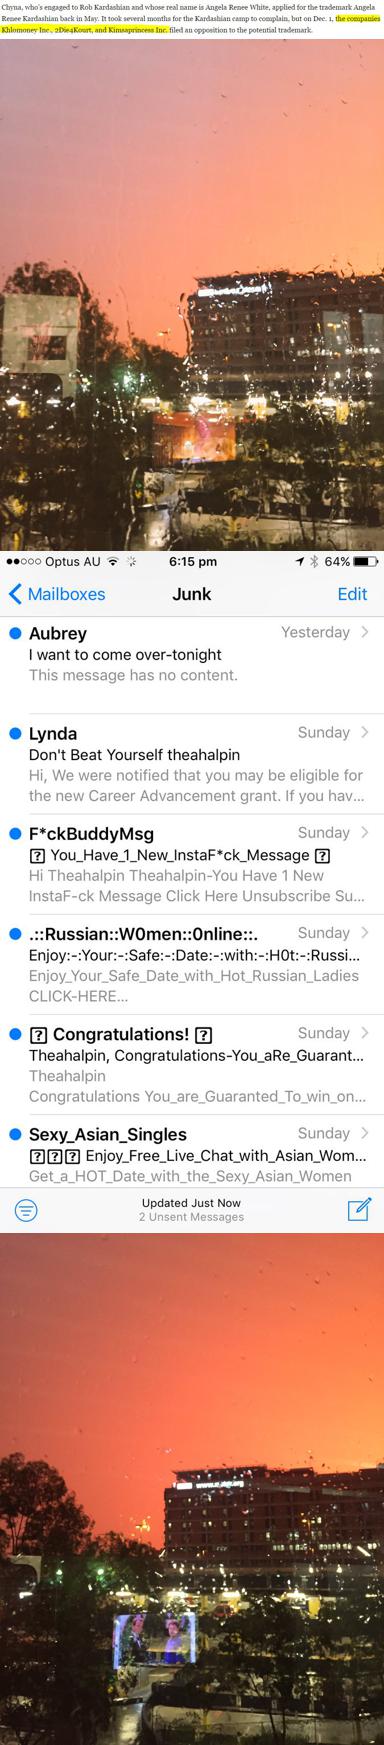 Chyna, who's engaged to Rob Kardashian and whose real name is Angela Renee White, applied for the trademark Angela
Renee Kardashian back in May. It took several months for the Kardashian camp to complain, but on Dec. 1, the companies
Khlomoney Inc., 2Die4Kourt, and Kimsaprincess Inc. filed an opposition to the potential trademark.
Optus AU 6:15 pm 64%
Mailboxes Junk Edit
Aubrey Yesterday
I want to come over-tonight
This message has no content.
Lynda Sunday
Don't Beat Yourself theahalpin
Hi, We were notified that you may be eligible for
the new Career Advancement grant. If you hav...
F*ckBuddyMsg Sunday
⍰ You_Have_1_New_InstaF*ck_Message ⍰
Hi Theahalpin Theahalpin-You Have 1 New
InstaF-ck Message Click Here Unsubscribe Su...
.::Russian::W0men::0nline::. Sunday
Enjoy:-:Your:-:Safe:-:Date:-:with:-:H0t:-:Russi...
Enjoy_Your_Safe_Date_with_Hot_Russian_Ladies
CLICK-HERE...
⍰ Congratulations! ⍰ Sunday
Theahalpin, Congratulations-You_aRe_Guarant...
Theahalpin
Congratulations You_are_Guaranted_To_win_on...
Sexy_Asian_Singles Sunday
⍰⍰⍰ Enjoy_Free_Live_Chat_with_Asian_Wom...
Get_a_HOT_Date_with_the_Sexy_Asian_Women
Updated Just Now
2 Unsent Messages